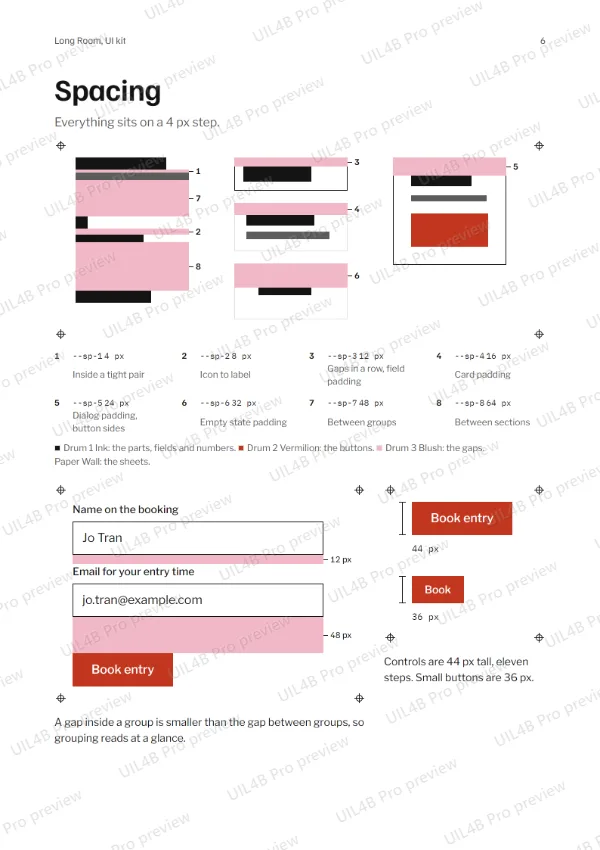 Long Room, UI kit 6
Spacing
Everything sits on a 4 px step.
1
7
2
8
3
4
6
5
1 --sp-1 4 px
Inside a tight pair
2 --sp-2 8 px
Icon to label
3 --sp-3 12 px
Gaps in a row, field
padding
4 --sp-4 16 px
Card padding
5 --sp-5 24 px
Dialog padding,
button sides
6 --sp-6 32 px
Empty state padding
7 --sp-7 48 px
Between groups
8 --sp-8 64 px
Between sections
Drum 1 Ink: the parts, fields and numbers. Drum 2 Vermilion: the buttons. Drum 3 Blush: the gaps.
Paper Wall: the sheets.
Name on the booking
Jo Tran
12 px
Email for your entry time
jo.tran@example.com
48 px
Book entry
A gap inside a group is smaller than the gap between groups, so
grouping reads at a glance.
Book entry
44 px
Book
36 px
Controls are 44 px tall, eleven
steps. Small buttons are 36 px.
UIL4B Pro preview